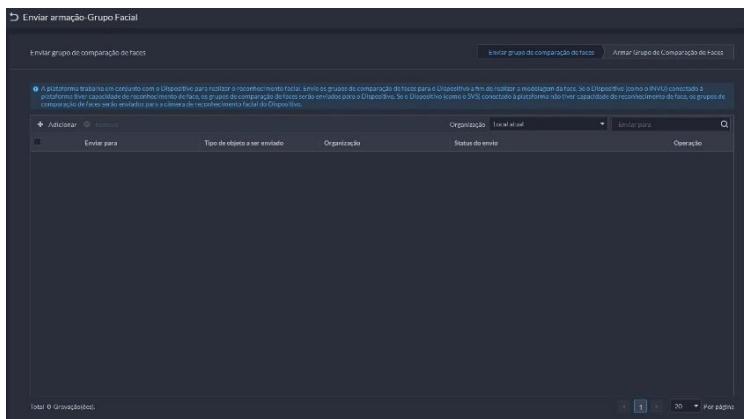 Enviar armação-Grupo Facial
Enviar grupo de comparação de faces
Enviar grupo de comparação de faces
Armar Grupo de Comparação de Faces
A plataforma trabalha em conjunto com o Dispositivo para realizar o reconhecimento facial. Envie os grupos de comparação de faces para o Dispositivo a fim de realizar a modelagem da face. Se o Dispositivo (como o INVU) conectado à
plataforma tiver capacidade de reconhecimento de face, os grupos de comparação de faces serão enviados para o Dispositivo. Se o Dispositivo (como o SVS) conectado à plataforma não tiver capacidade de reconhecimento de face, os grupos de
comparação de faces serão enviados para a câmera de reconhecimento facial do Dispositivo.
Adicionar
Organização Local atual
Enviar para
Enviar para
Tipo de objeto a ser enviado
Organização
Status do envio
Operação
Total 0 Gravação(ões).
1
20
Por página